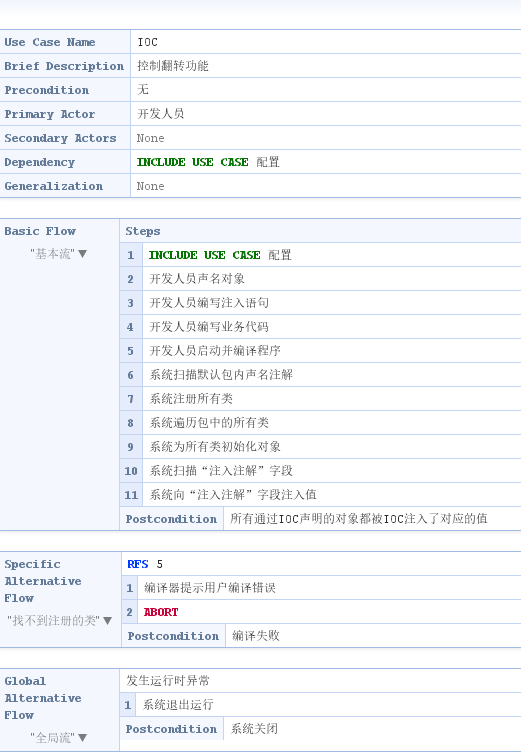 Use Case Name IOC
Brief Description 控制翻转功能
Precondition 无
Primary Actor 开发人员
Secondary Actors None
Dependency INCLUDE USE CASE 配置
Generalization None
Basic Flow Steps
"基本流" ▼
1 INCLUDE USE CASE 配置
2 开发人员声名对象
3 开发人员编写注入语句
4 开发人员编写业务代码
5 开发人员启动并编译程序
6 系统扫描默认包内声名注解
7 系统注册所有类
8 系统遍历包中的所有类
9 系统为所有类初始化对象
10 系统扫描“注入注解”字段
11 系统向“注入注解”字段注入值
Postcondition 所有通过IOC声明的对象都被IOC注入了对应的值
Specific Alternative Flow
"找不到注册的类" ▼
RFS 5
1 编译器提示用户编译错误
2 ABORT
Postcondition 编译失败
Global Alternative Flow
"全局流" ▼
发生运行时异常
1 系统退出运行
Postcondition 系统关闭